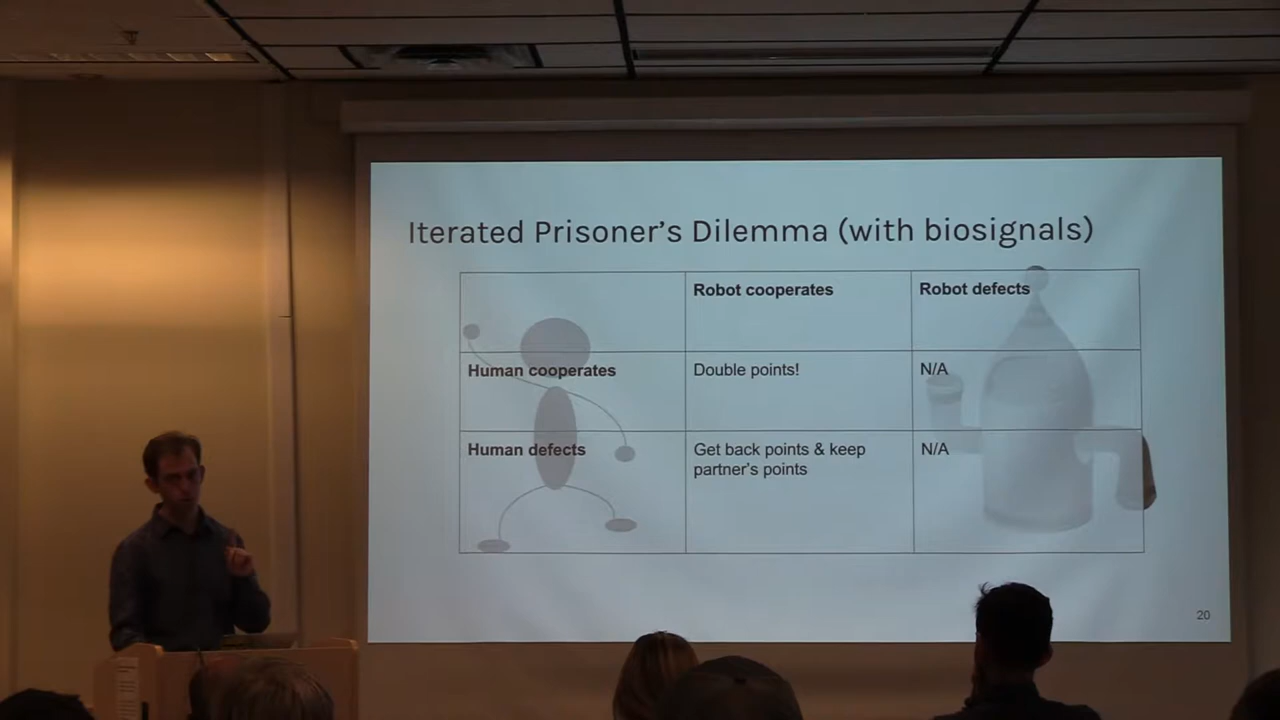 Iterated Prisoner's Dilemma (with biosignals)
Robot cooperates
Robot defects
Human cooperates
Double points!
N/A
Human defects
Get back points & keep
partner's points
N/A
20